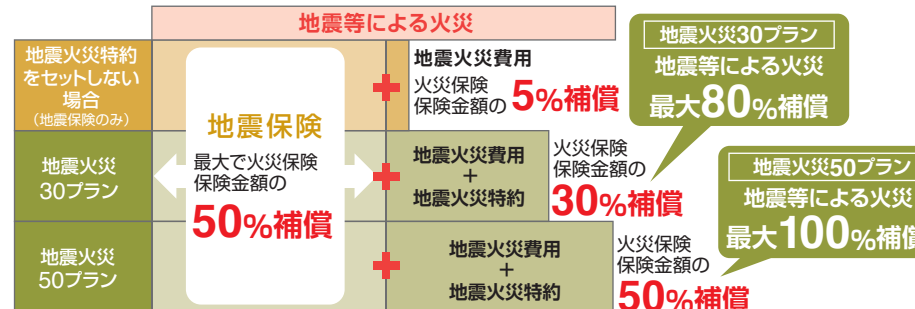 地震等による火災
地震火災特約
をセットしない
場合
(地震保険のみ)
地震火災
30プラン
地震火災
50プラン
地震保険
最大で火災保険
保険金額の
50%補償
地震火災費用
火災保険
保険金額の 5%補償
地震火災費用
+
地震火災特約
火災保険
保険金額の
30%補償
地震火災費用
+
地震火災特約
火災保険
保険金額の
50%補償
地震火災30プラン
地震等による火災
最大80%補償
地震火災50プラン
地震等による火災
最大100%補償